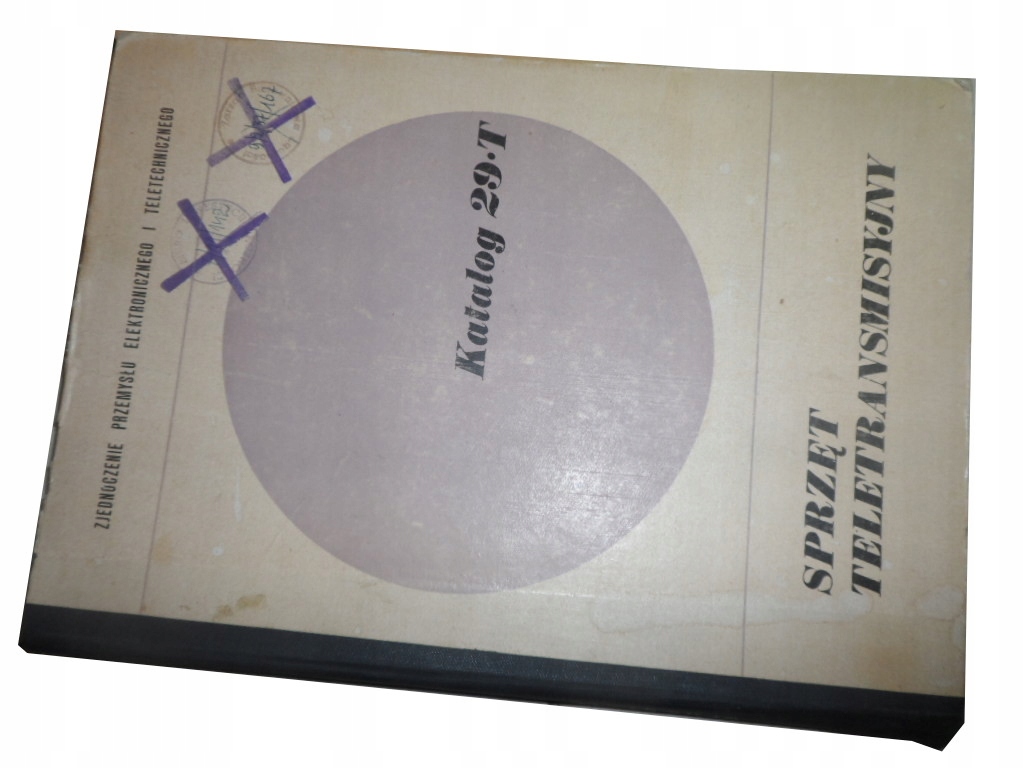 ZJEDNOCZENIE PRZEMYSŁU ELEKTRONICZNEGO I TELETECHNICZNEGO
Katalog 29·T
SPRZĘT
TELETRANSMISYJNY